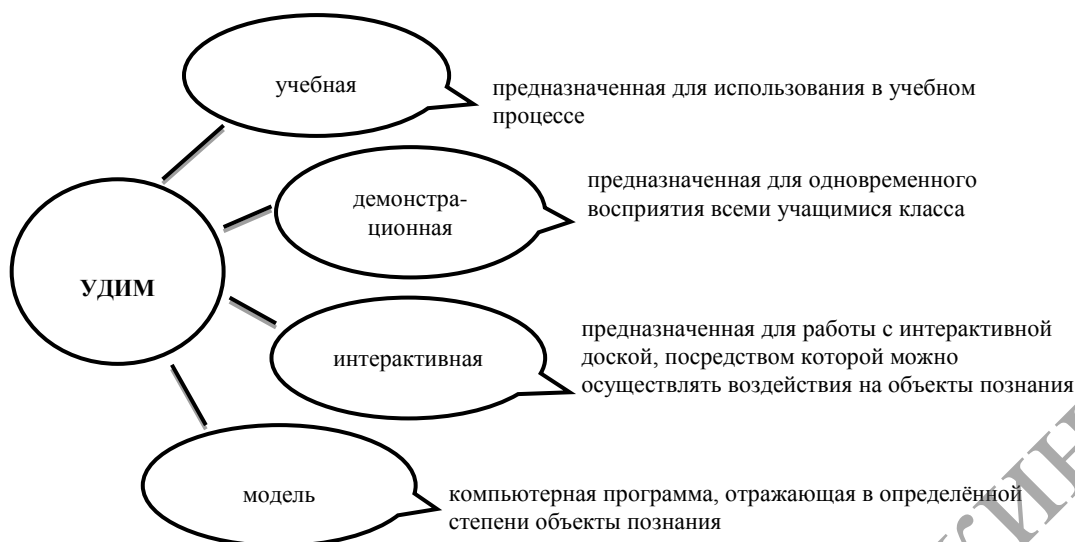 учебная
предназначенная для использования в учебном
процессе
демонстра-
ционная
предназначенная для одновременного
восприятия всеми учащимися класса
УДИМ
интерактивная
предназначенная для работы с интерактивной
доской, посредством которой можно
осуществлять воздействия на объекты познания
модель
компьютерная программа, отражающая в определённой
степени объекты познания